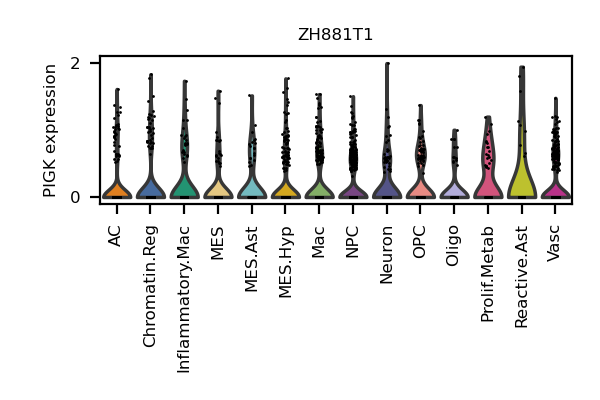 ZH881T1
PIGK expression
2
0
AC
Chromatin.Reg
Inflammatory.Mac
MES
MES.Ast
MES.Hyp
Mac
NPC
Neuron
OPC
Oligo
Prolif.Metab
Reactive.Ast
Vasc